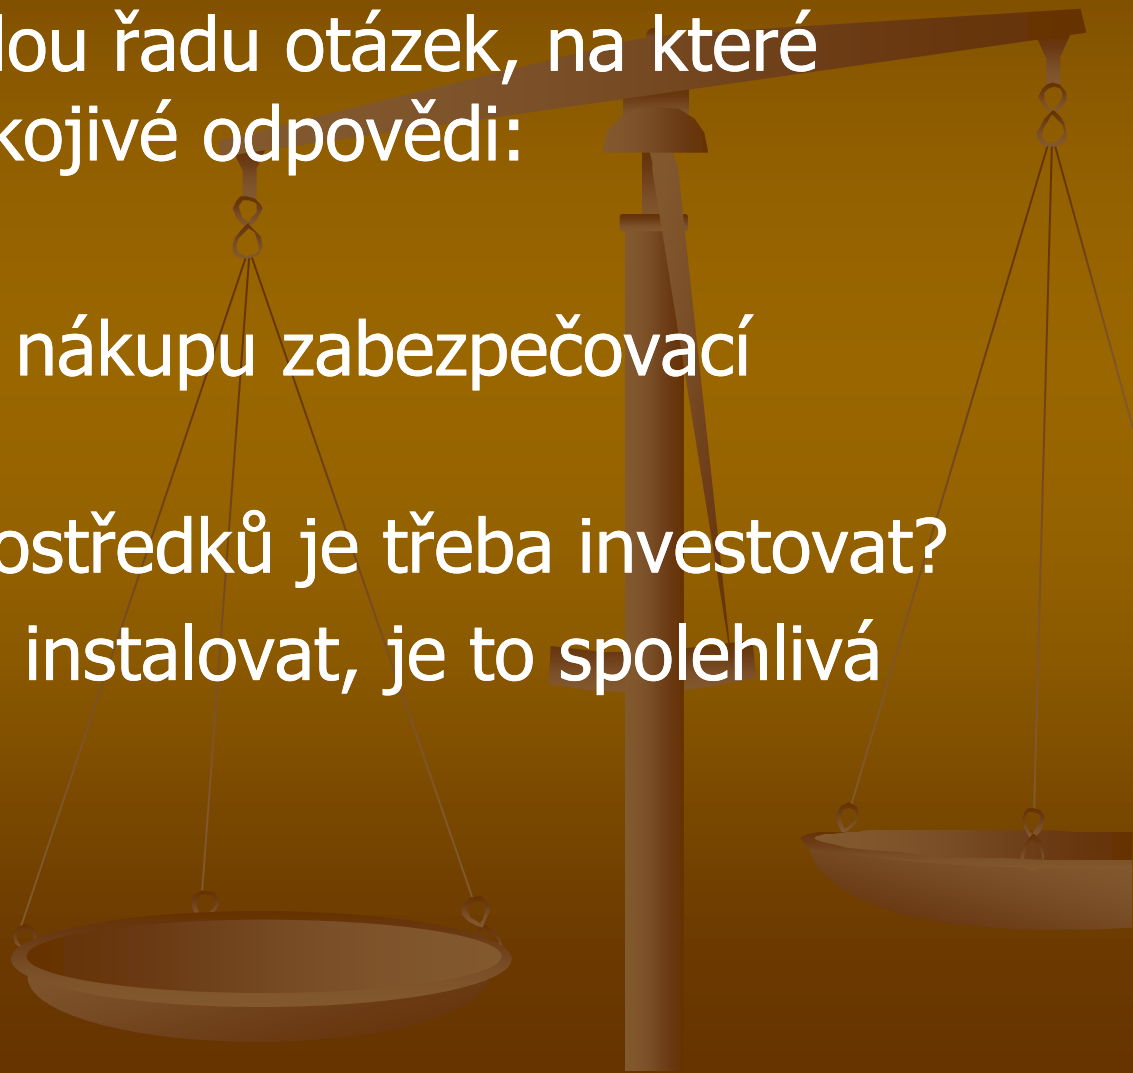 lou řadu otázek, na které
kojivé odpovědi:
nákupu zabezpečovací
ostředků je třeba investovat?
instalovat, je to spolehlivá